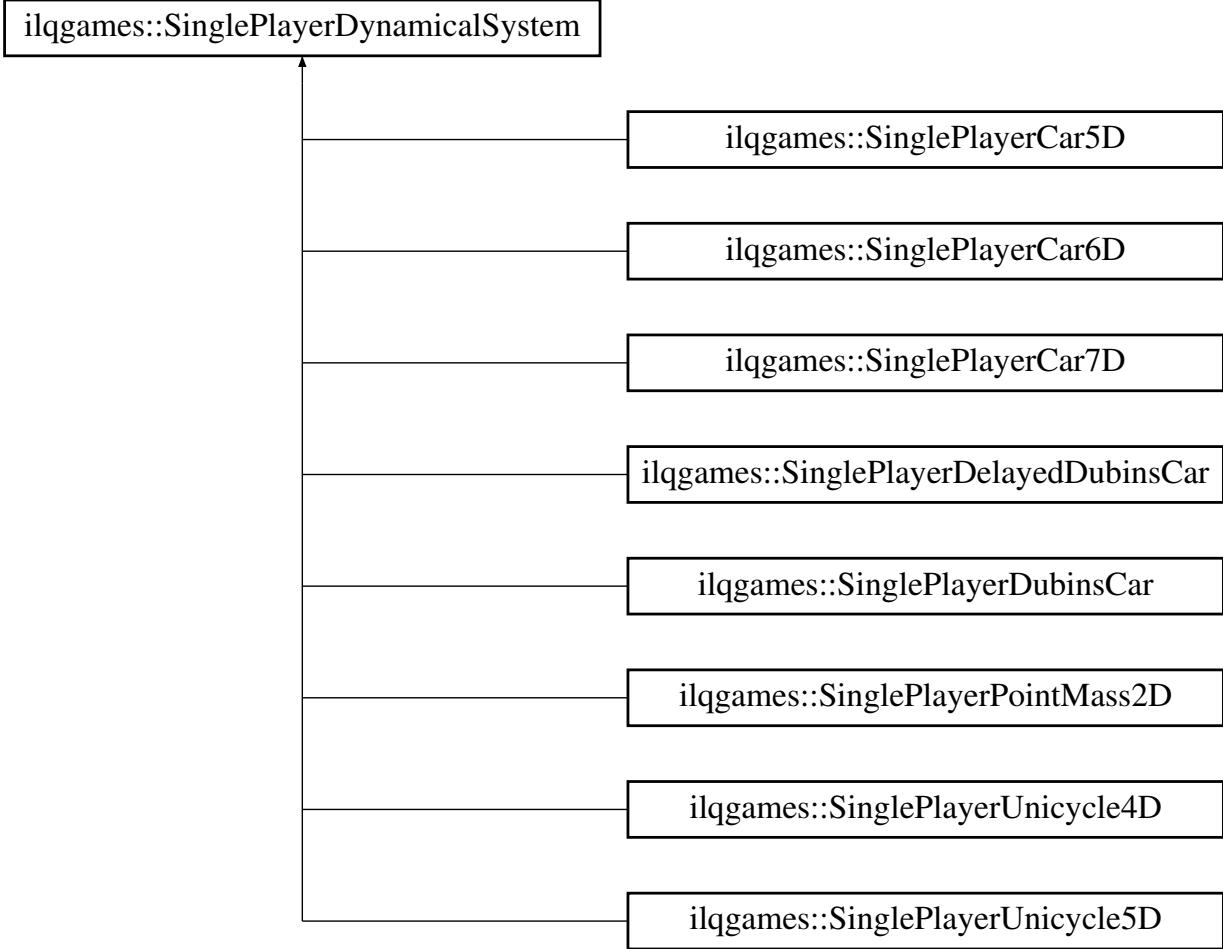 ilqgames::SinglePlayerDynamicalSystem
ilqgames::SinglePlayerCar5D
ilqgames::SinglePlayerCar6D
ilqgames::SinglePlayerCar7D
ilqgames::SinglePlayerDelayedDubinsCar
ilqgames::SinglePlayerDubinsCar
ilqgames::SinglePlayerPointMass2D
ilqgames::SinglePlayerUnicycle4D
ilqgames::SinglePlayerUnicycle5D